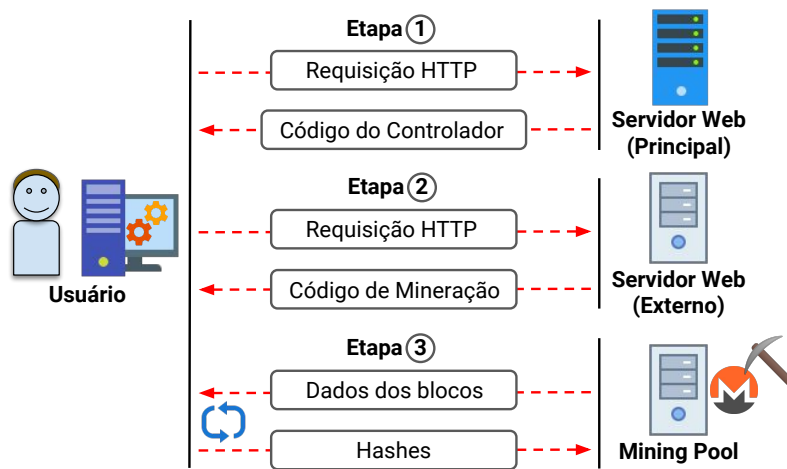 Etapa 1
Requisição HTTP
Código do Controlador
Servidor Web
(Principal)
Etapa 2
Requisição HTTP
Código de Mineração
Usuário
Servidor Web
(Externo)
Etapa 3
Dados dos blocos
Hashes
Mining Pool